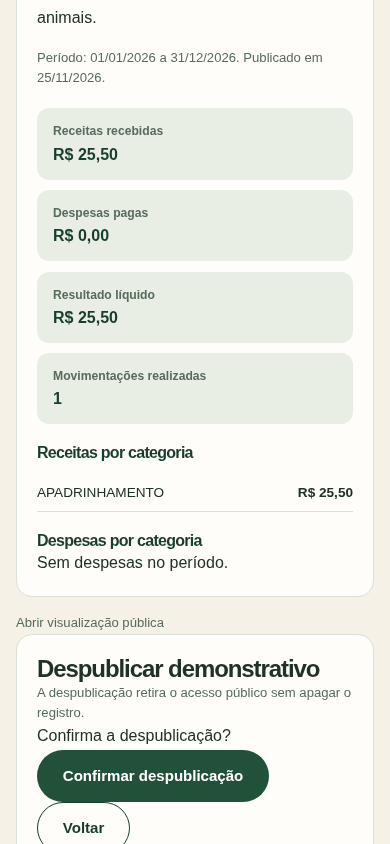 animais.
Período: 01/01/2026 a 31/12/2026. Publicado em
25/11/2026.
Receitas recebidas
R$ 25,50
Despesas pagas
R$ 0,00
Resultado líquido
R$ 25,50
Movimentações realizadas
1
Receitas por categoria
APADRINHAMENTO R$ 25,50
Despesas por categoria
Sem despesas no período.
Abrir visualização pública
Despublicar demonstrativo
A despublicação retira o acesso público sem apagar o
registro.
Confirma a despublicação?
Confirmar despublicação
Voltar